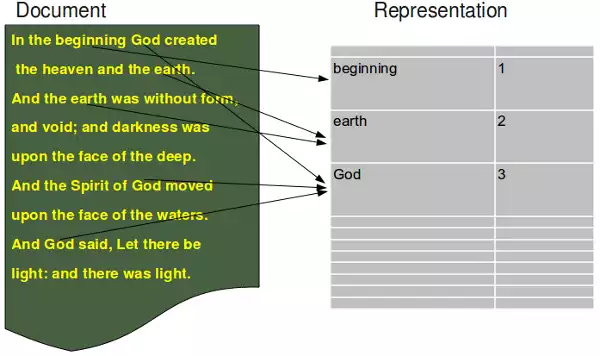 Document
In the beginning God created
the heaven and the earth.
And the earth was without form,
and void; and darkness was
upon the face of the deep.
And the Spirit of God moved
upon the face of the waters.
And God said, Let there be
light: and there was light.
Representation
beginning 1
earth 2
God 3